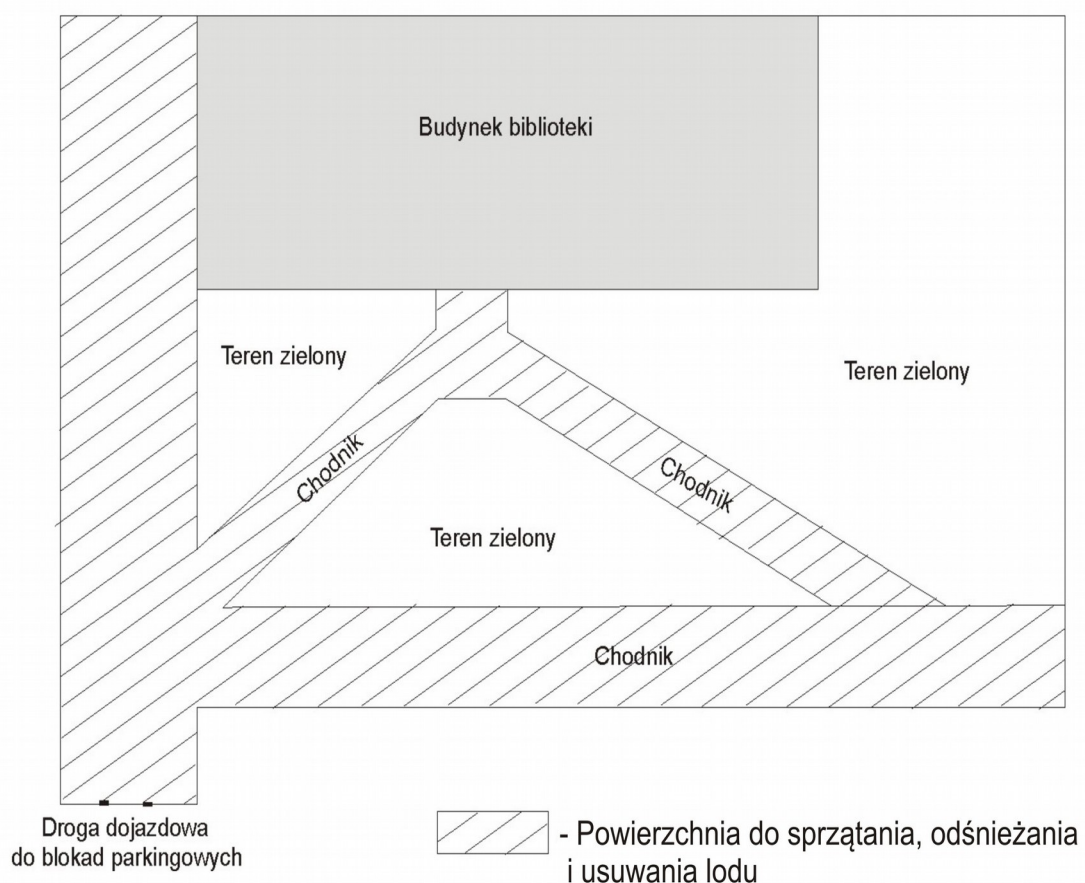 Budynek biblioteki
Teren zielony
Teren zielony
Chodnik
Chodnik
Teren zielony
Chodnik
Droga dojazdowa
do blokad parkingowych
- Powierzchnia do sprzątania, odśnieżania
i usuwania lodu